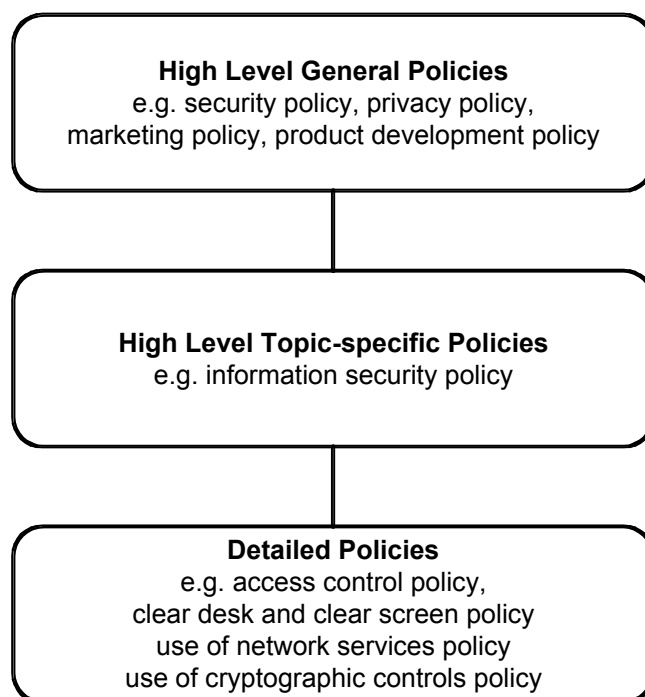 High Level General Policies
e.g. security policy, privacy policy,
marketing policy, product development policy
High Level Topic-specific Policies
e.g. information security policy
Detailed Policies
e.g. access control policy,
clear desk and clear screen policy
use of network services policy
use of cryptographic controls policy